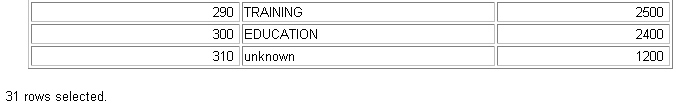 290 TRAINING 2500
300 EDUCATION 2400
310 unknown 1200
31 rows selected.